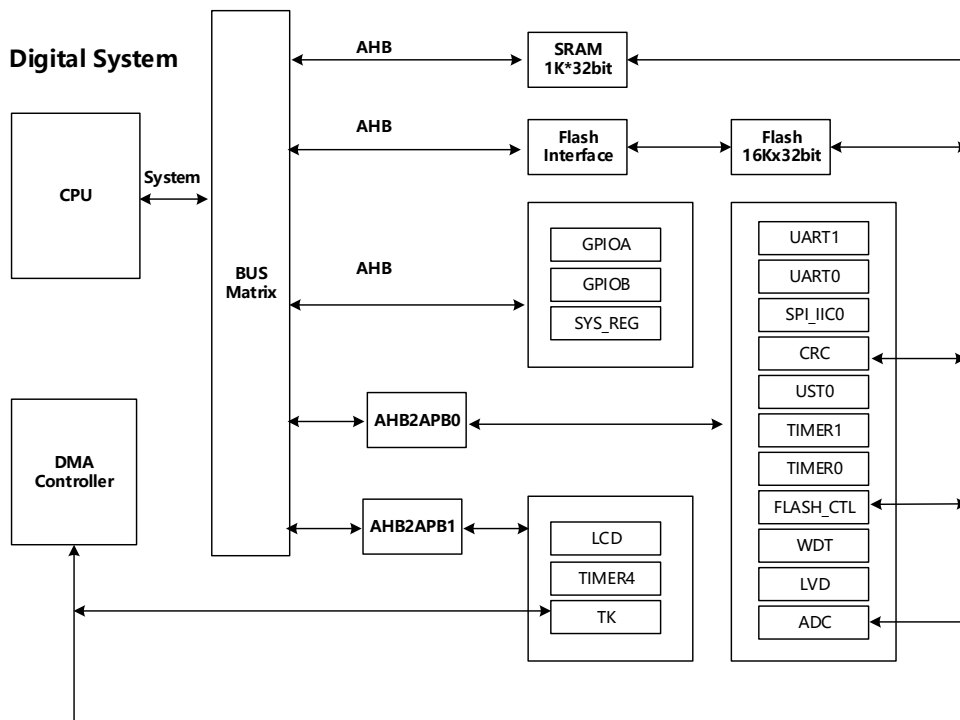 Digital System
AHB
SRAM
1K*32bit
AHB
Flash
Interface
Flash
16Kx32bit
CPU
System
BUS
Matrix
AHB
GPIOA
GPIOB
SYS_REG
UART1
UART0
SPI_IIC0
CRC
UST0
TIMER1
TIMER0
FLASH_CTL
WDT
LVD
ADC
AHB2APB0
DMA
Controller
AHB2APB1
LCD
TIMER4
TK